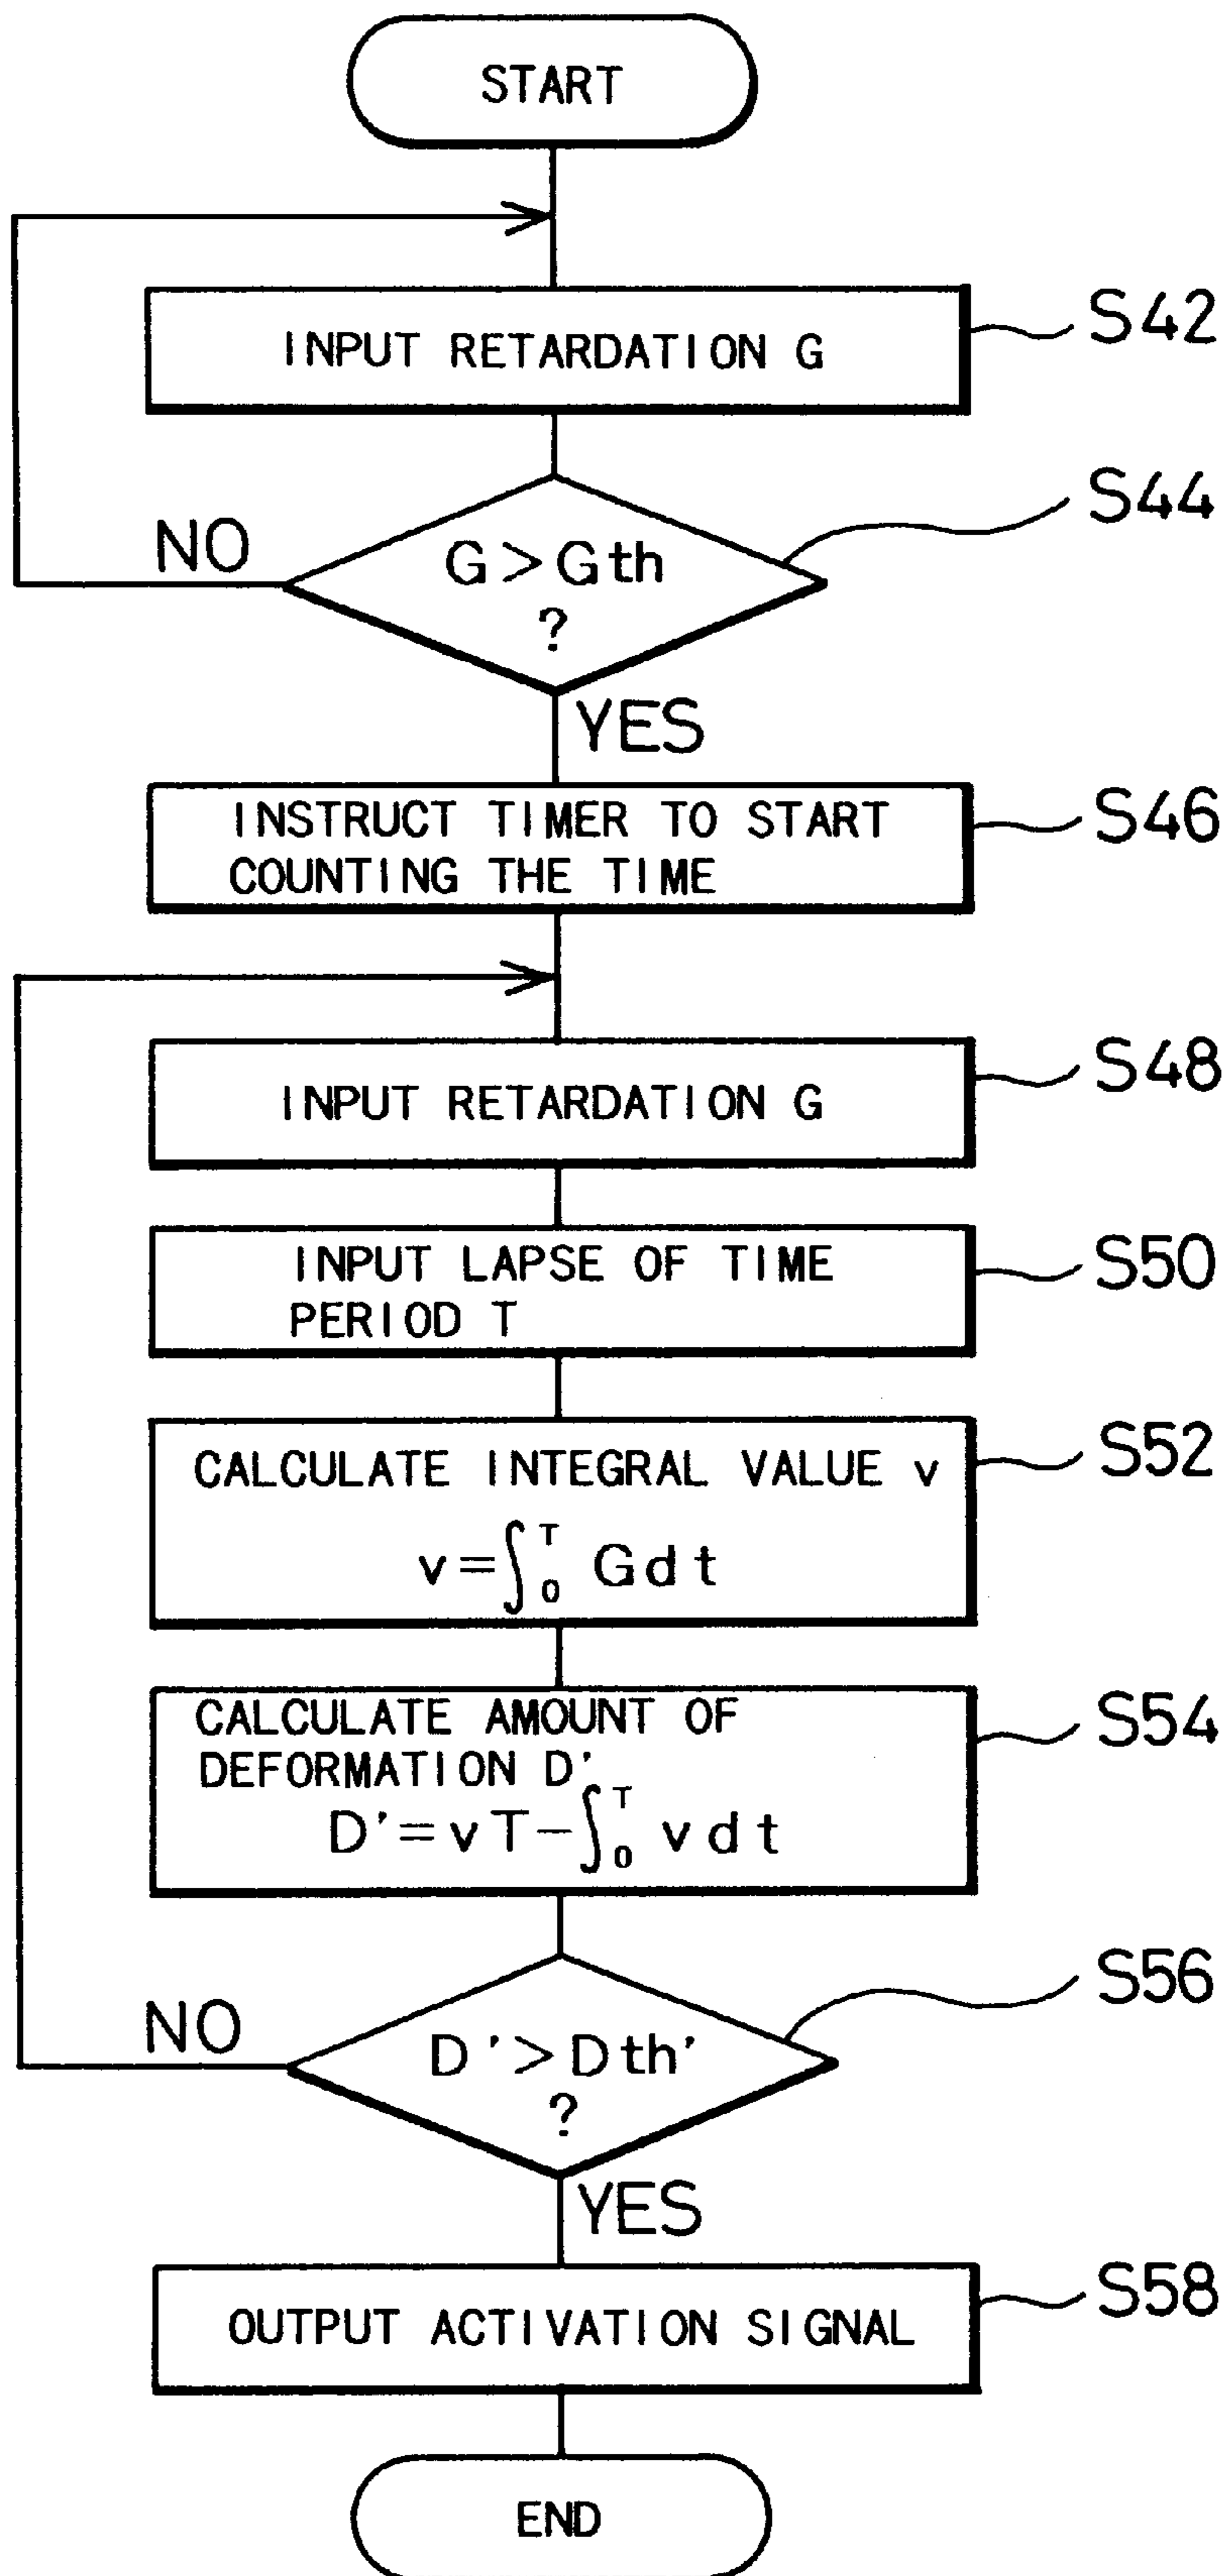 START
INPUT RETARDATION G
S42
G>Gth
?
S44
NO
YES
INSTRUCT TIMER TO START
COUNTING THE TIME
S46
INPUT RETARDATION G
S48
INPUT LAPSE OF TIME
PERIOD T
S50
CALCULATE INTEGRAL VALUE v
v=∫₀ᵀ Gdt
S52
CALCULATE AMOUNT OF
DEFORMATION D'
D'=vT−∫₀ᵀ vdt
S54
D'>Dth'
?
S56
NO
YES
OUTPUT ACTIVATION SIGNAL
S58
END